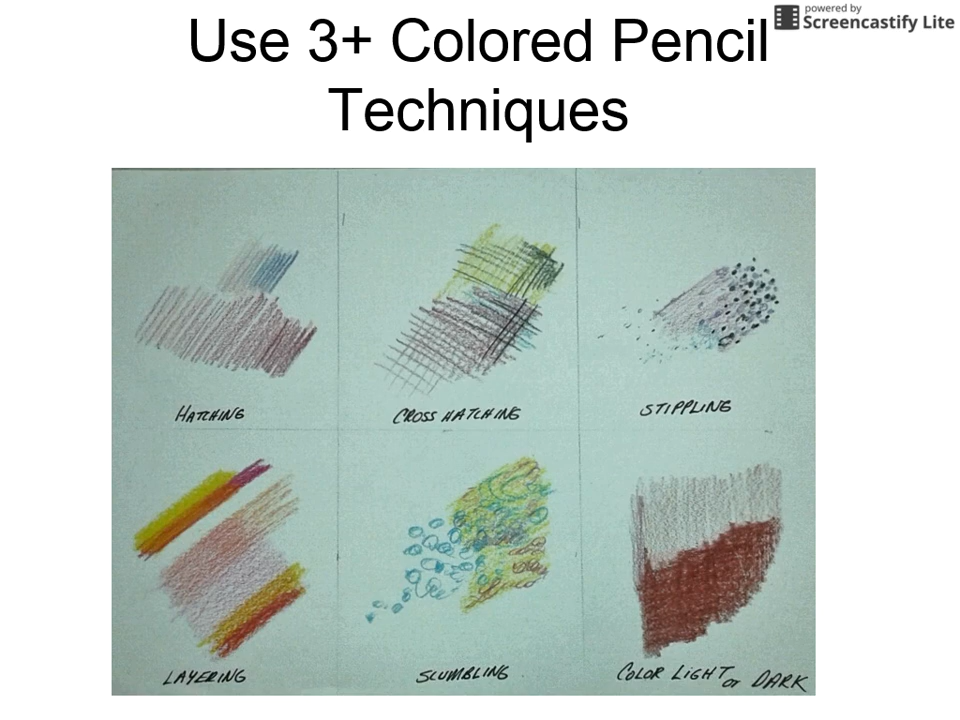 powered by
Screencastify Lite
Use 3+ Colored Pencil
Techniques
HATCHING
CROSS HATCHING
STIPPLING
LAYERING
SCUMBLING
COLOR LIGHT or DARK